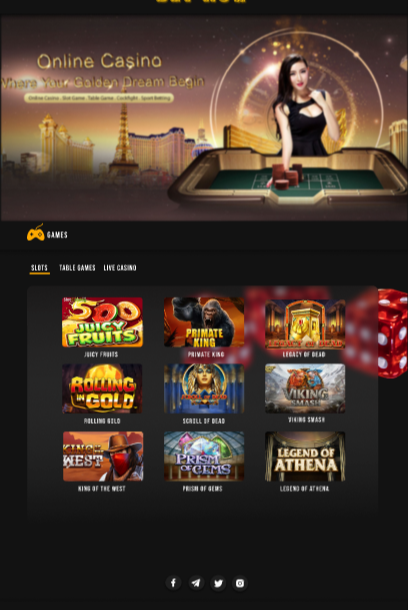 Online Casino
Where Your Golden Dream Begin
Online Casino . Slot Game . Table Game . Cockfight . Sport Betting
GAMES
SLOTS TABLE GAMES LIVE CASINO
500
JUICY
FRUITS
PRIMATE
KING
LEGACY OF DEAD
JUICY FRUITS PRIMATE KING LEGACY OF DEAD
ROLLING
IN
GOLD
VIKING
SMASH
ROLLING GOLD SCROLL OF DEAD VIKING SMASH
KING OF THE
WEST
PRISM
OF GEMS
LEGEND OF
ATHENA
KING OF THE WEST PRISM OF GEMS LEGEND OF ATHENA